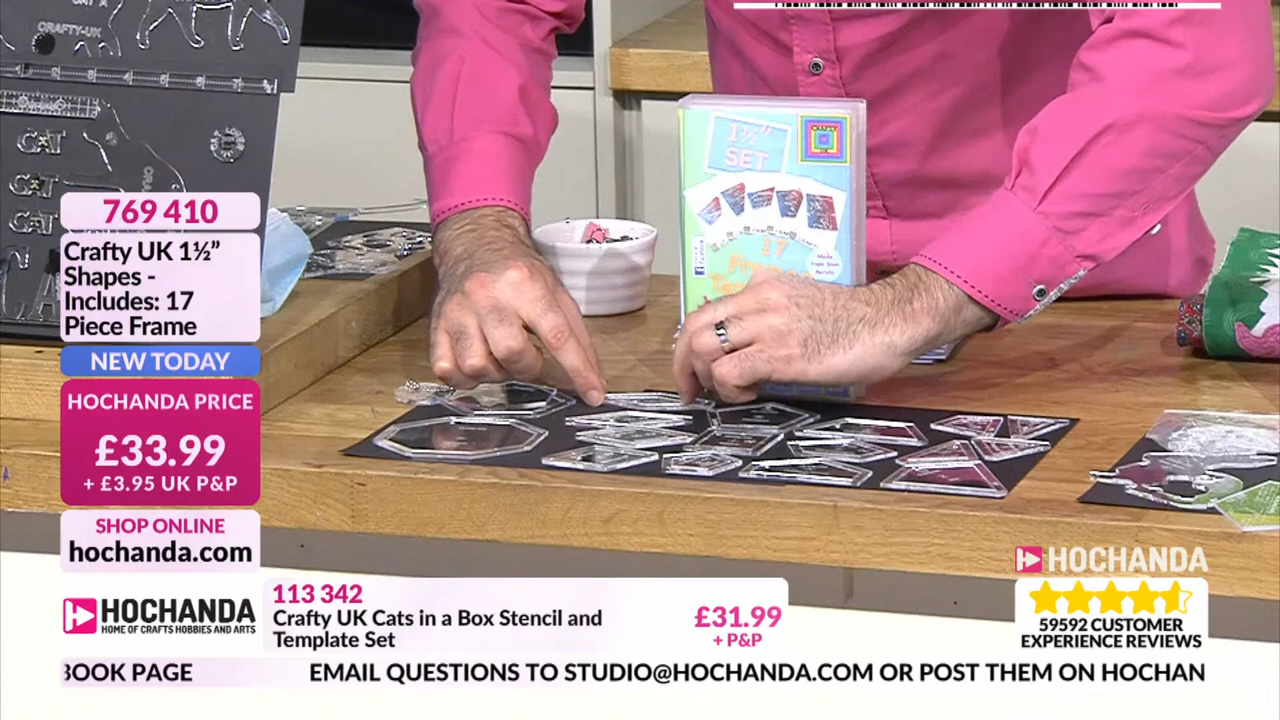 CRAFTY-UK
CAT
CAT
CAT
769 410
Crafty UK 1½”
Shapes -
Includes: 17
Piece Frame
NEW TODAY
HOCHANDA PRICE
£33.99
+ £3.95 UK P&P
SHOP ONLINE
hochanda.com
1½"
SET
CRAFTY
UK
17
HOCHANDA
HOME OF CRAFTS HOBBIES AND ARTS
113 342
Crafty UK Cats in a Box Stencil and
Template Set
£31.99
+ P&P
HOCHANDA
59592 CUSTOMER
EXPERIENCE REVIEWS
BOOK PAGE EMAIL QUESTIONS TO STUDIO@HOCHANDA.COM OR POST THEM ON HOCHAN